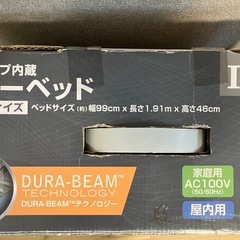 プ内蔵
ーベッド
サイズ
ベッドサイズ (約) 幅99cm x 長さ1.91m x 高さ46cm
DURA-BEAM™
TECHNOLOGY
DURA-BEAM™テクノロジー
家庭用
AC100V
(50/60Hz)
屋内用